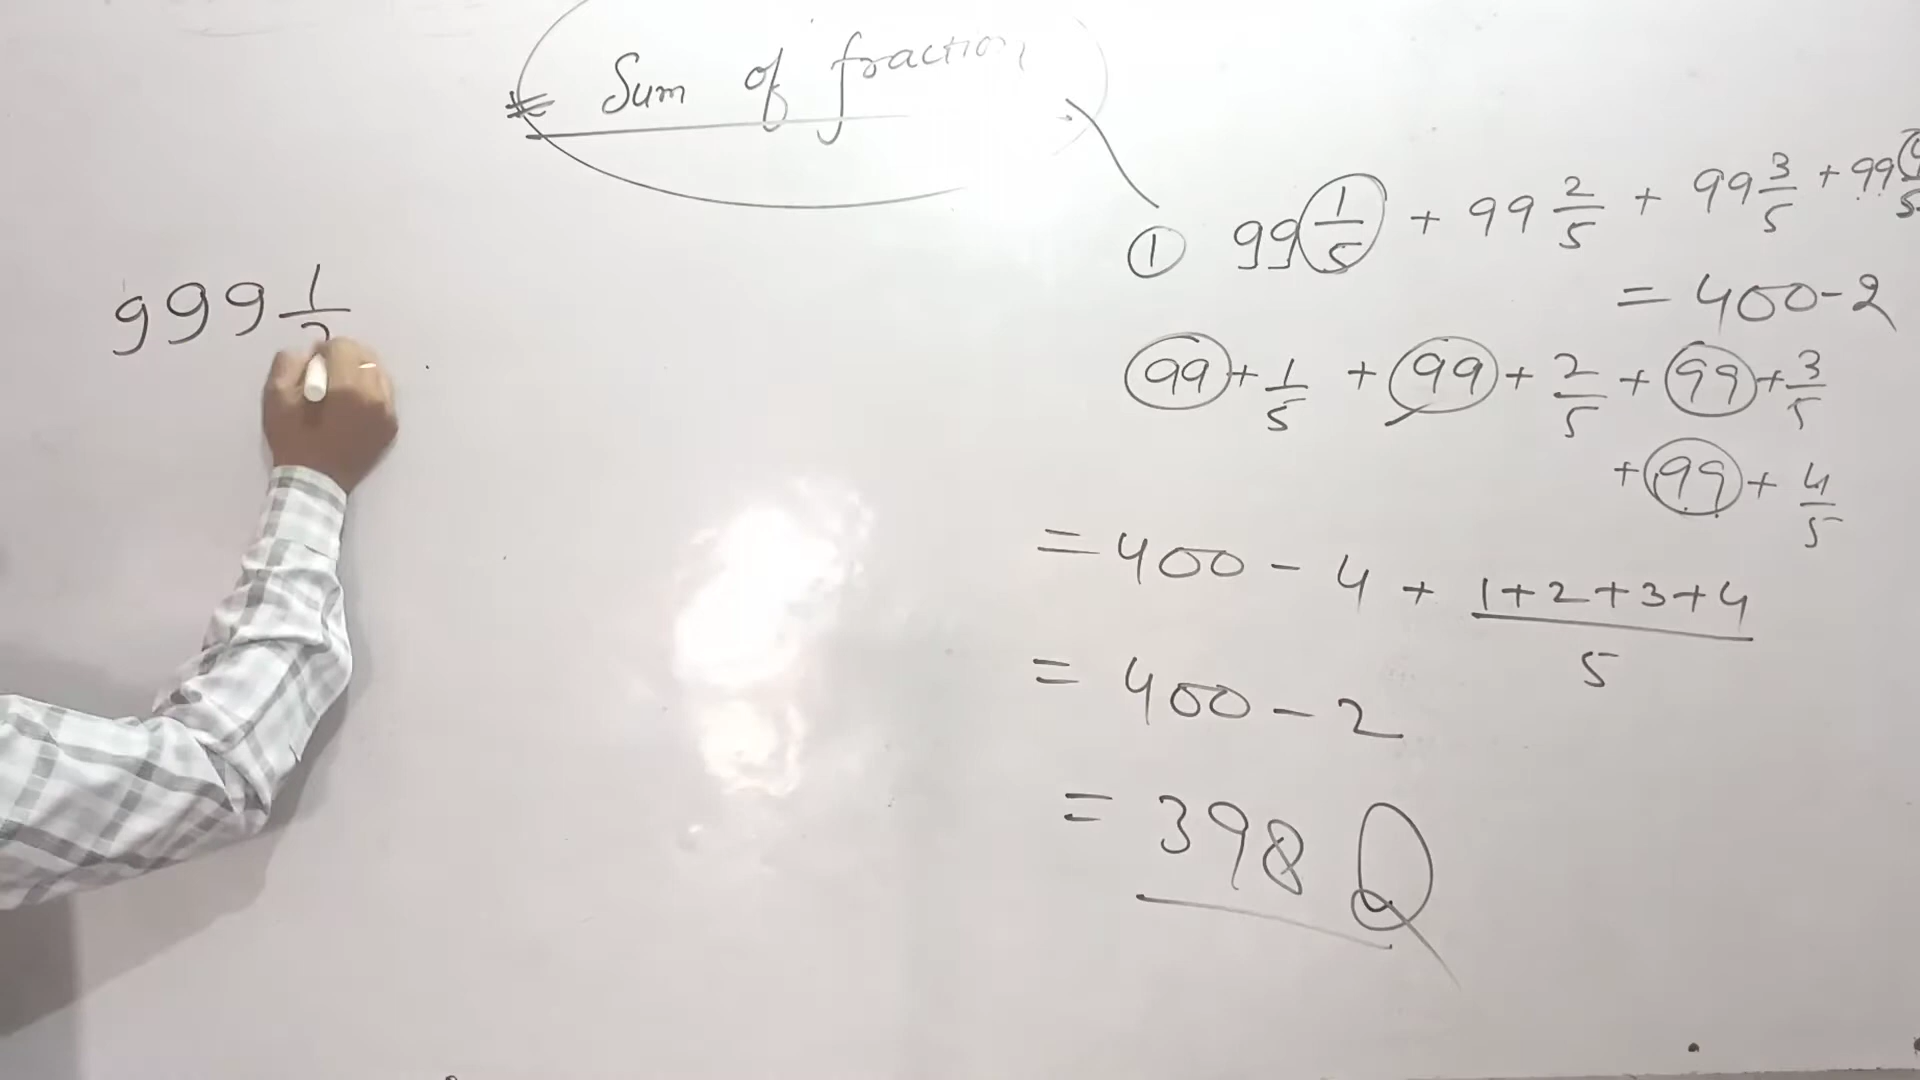 Sum of fraction
① 99 1/5 + 99 2/5 + 99 3/5 + 99 4/5
= 400-2
99 + 1/5 + 99 + 2/5 + 99 + 3/5
+ 99 + 4/5
= 400 - 4 + (1+2+3+4)/5
= 400 - 2
= 398
999 1/